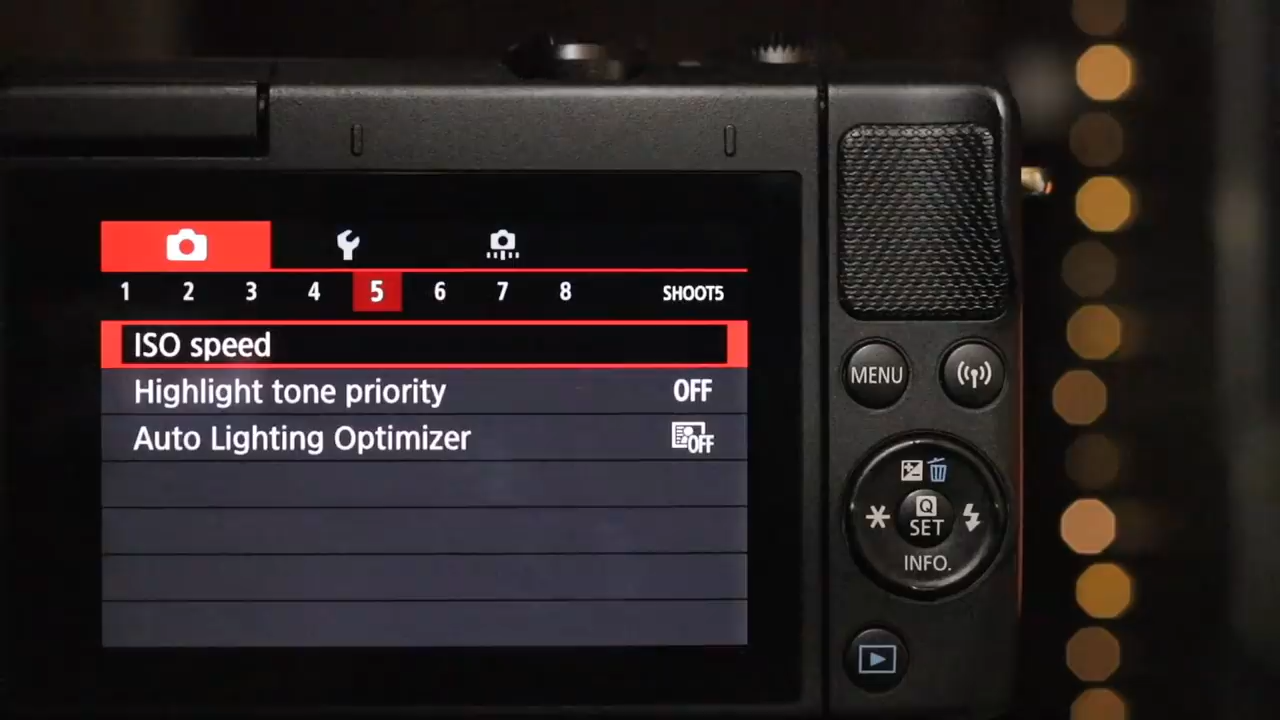 1 2 3 4 5 6 7 8 SHOOT5
ISO speed
Highlight tone priority OFF
Auto Lighting Optimizer OFF
MENU
Q
SET
INFO.